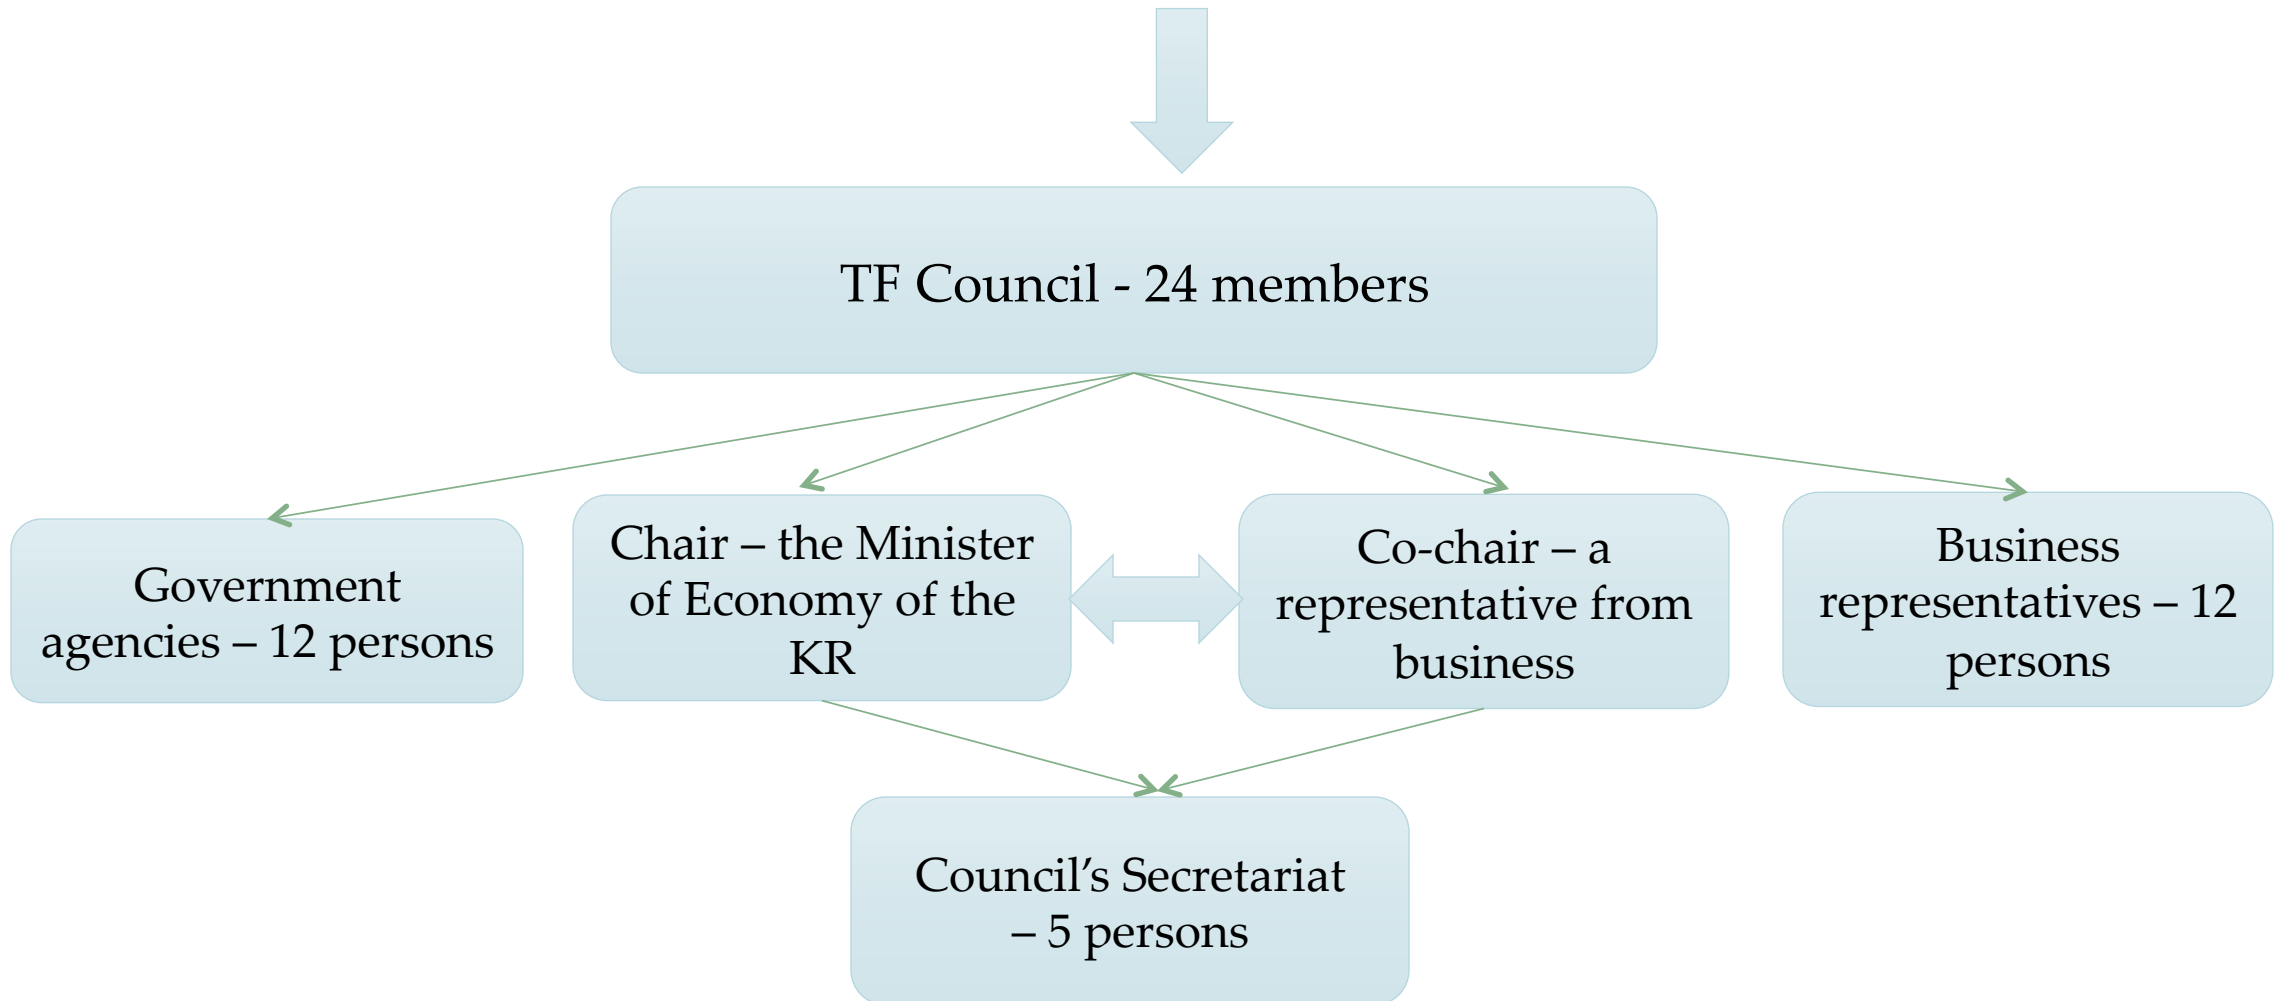 TF Council - 24 members
Government
agencies – 12 persons
Chair – the Minister
of Economy of the
KR
Co-chair – a
representative from
business
Business
representatives – 12
persons
Council’s Secretariat
– 5 persons